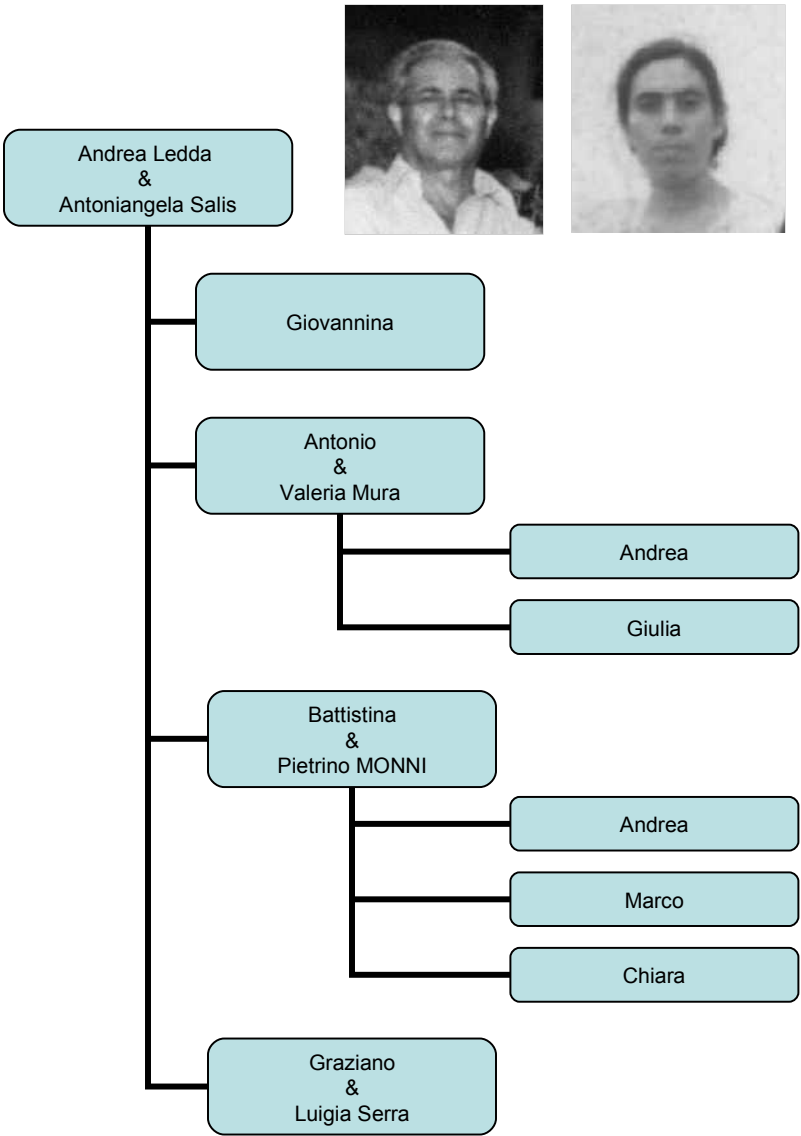 Andrea Ledda
&
Antoniangela Salis
Giovannina
Antonio
&
Valeria Mura
Andrea
Giulia
Battistina
&
Pietrino MONNI
Andrea
Marco
Chiara
Graziano
&
Luigia Serra